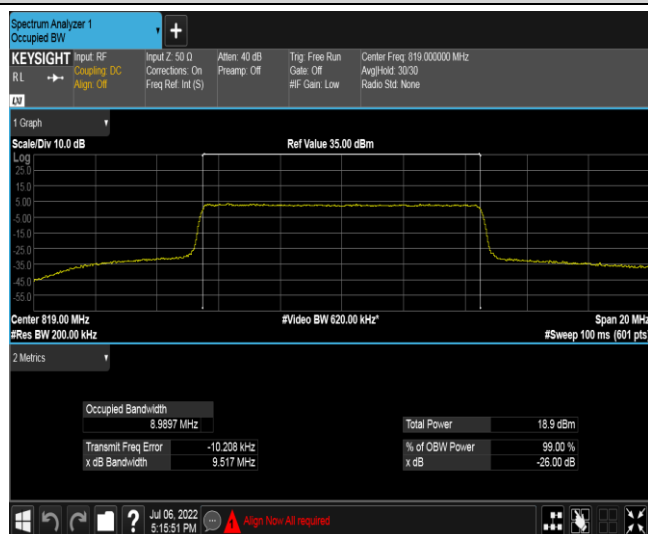 Spectrum Analyzer 1
Occupied BW
KEYSIGHT
R L
LXI
Input: RF
Coupling: DC
Align: Off
Input Z: 50 Ω
Corrections: On
Freq Ref: Int (S)
Atten: 40 dB
Preamp: Off
Trig: Free Run
Gate: Off
#IF Gain: Low
Center Freq: 819.000000 MHz
Avg|Hold: 30/30
Radio Std: None
1 Graph
Scale/Div 10.0 dB
Ref Value 35.00 dBm
Log
25.0
15.0
5.00
-5.00
-15.0
-25.0
-35.0
-45.0
-55.0
Center 819.00 MHz
#Video BW 620.00 kHz*
Span 20 MHz
#Res BW 200.00 kHz
#Sweep 100 ms (601 pts)
2 Metrics
Occupied Bandwidth
8.9897 MHz
Total Power 18.9 dBm
Transmit Freq Error -10.208 kHz
% of OBW Power 99.00 %
x dB Bandwidth 9.517 MHz
x dB -26.00 dB
?
Jul 06, 2022
5:15:51 PM
Align Now All required